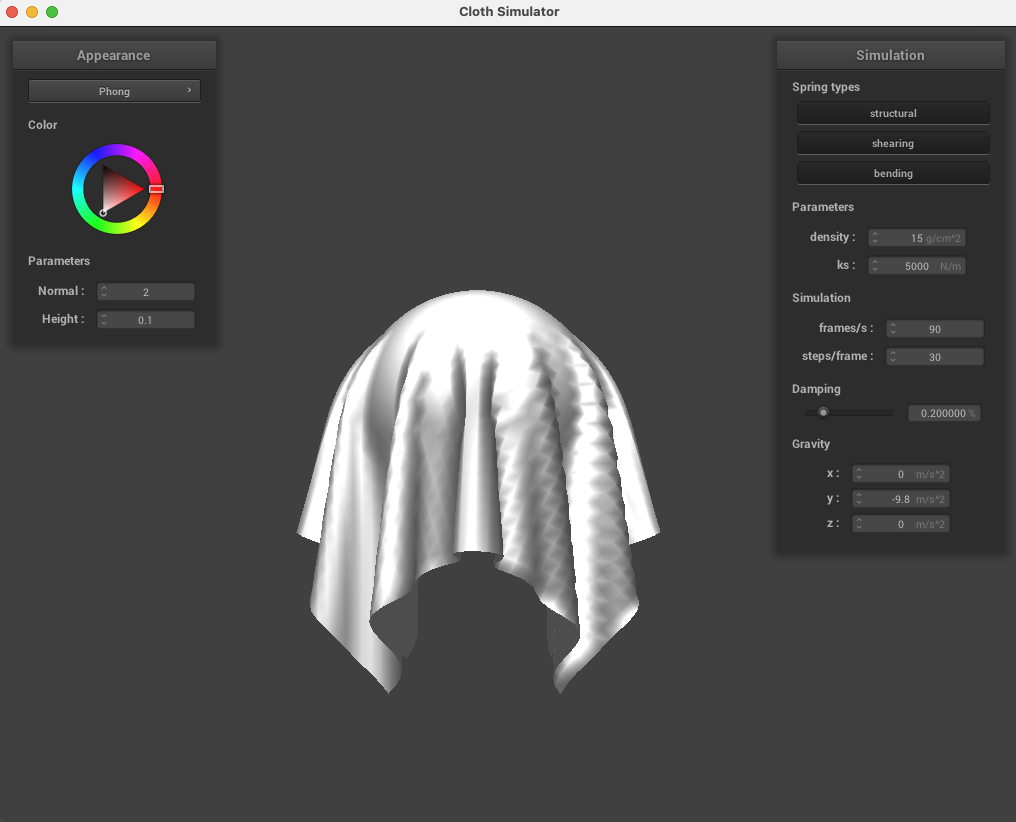 Cloth Simulator
Appearance
Phong ›
Color
Parameters
Normal : 2
Height : 0.1
Simulation
Spring types
structural
shearing
bending
Parameters
density : 15 g/cm^2
ks : 5000 N/m
Simulation
frames/s : 90
steps/frame : 30
Damping
0.200000 %
Gravity
x : 0 m/s^2
y : -9.8 m/s^2
z : 0 m/s^2